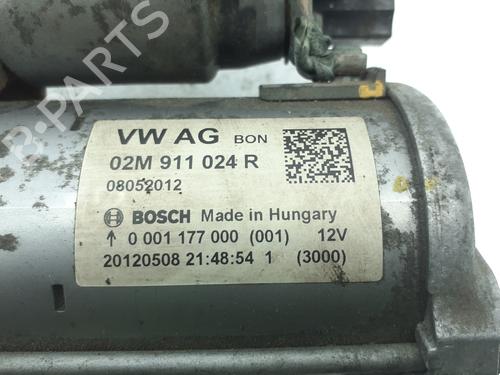 VW AG BON
02M 911 024 R
08052012
BOSCH Made in Hungary
↑ 0 001 177 000 (001) 12V
20120508 21:48:54 1 (3000)
B-PARTS